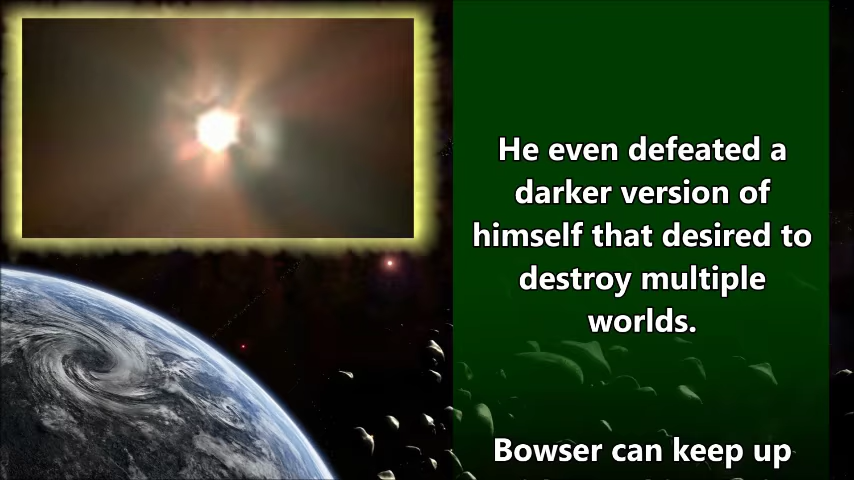 He even defeated a
darker version of
himself that desired to
destroy multiple
worlds.
Bowser can keep up